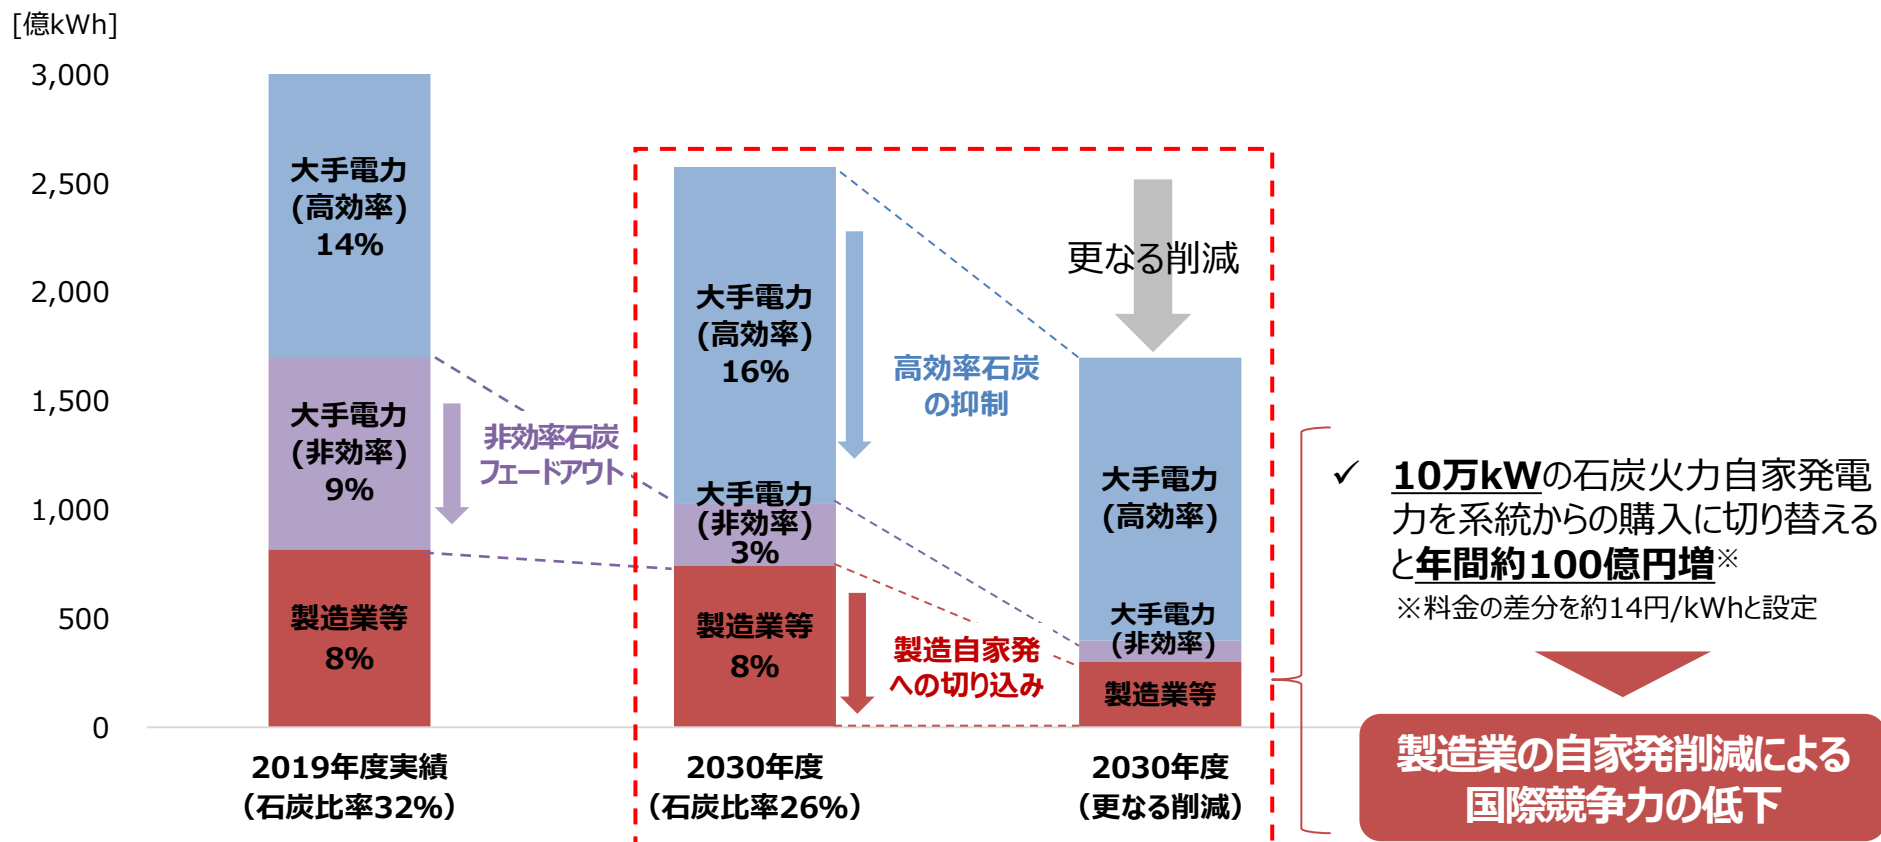 [億kWh]
3,000
2,500
2,000
1,500
1,000
500
0
大手電力
(高効率)
14%
大手電力
(非効率)
9%
製造業等
8%
非効率石炭
フェードアウト
大手電力
(高効率)
16%
大手電力
(非効率)
3%
製造業等
8%
高効率石炭
の抑制
製造自家発
への切り込み
更なる削減
大手電力
(高効率)
大手電力
(非効率)
製造業等
2019年度実績
（石炭比率32%）
2030年度
（石炭比率26%）
2030年度
（更なる削減）
✓ 10万kWの石炭火力自家発電
力を系統からの購入に切り替える
と年間約100億円増※
※料金の差分を約14円/kWhと設定
製造業の自家発削減による
国際競争力の低下